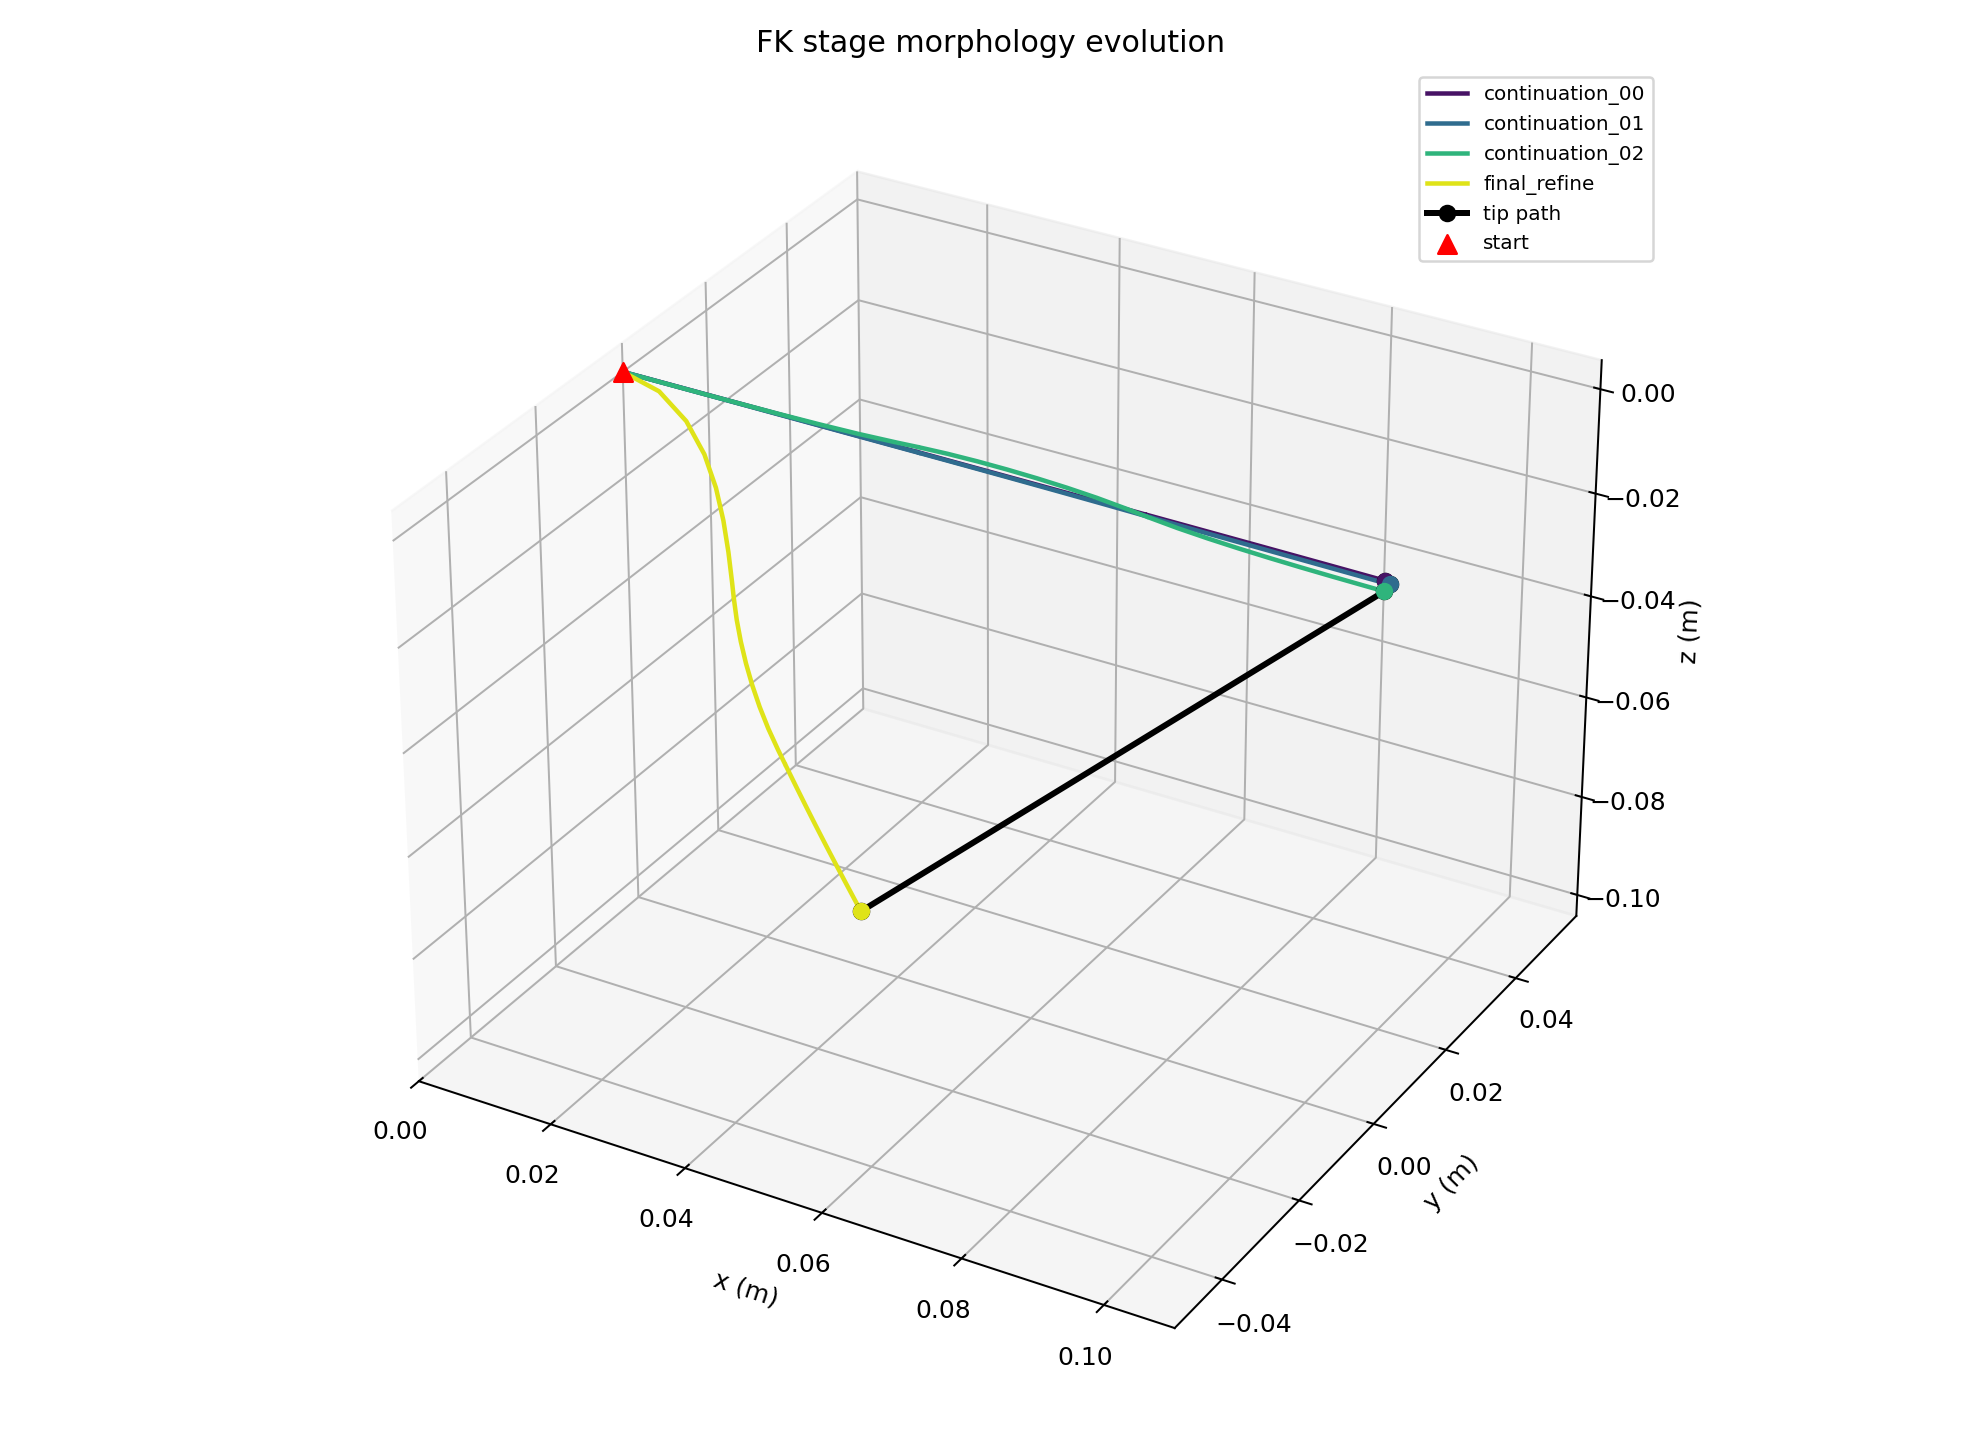 FK stage morphology evolution
continuation_00
continuation_01
continuation_02
final_refine
tip path
start
0.00
−0.02
−0.04
−0.06
−0.08
−0.10
z (m)
0.04
0.02
0.00
−0.02
−0.04
y (m)
0.00
0.02
0.04
0.06
0.08
0.10
x (m)